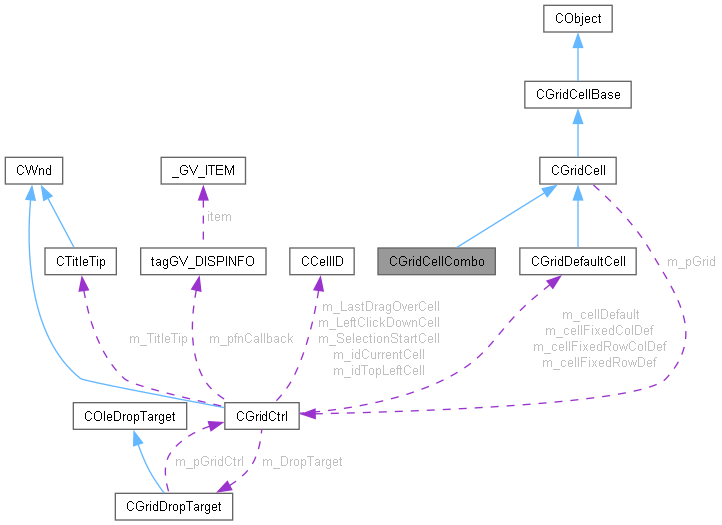 CObject
CGridCellBase
CWnd
_GV_ITEM
CGridCell
item
m_pGrid
CTitleTip
tagGV_DISPINFO
CCellID
CGridCellCombo
CGridDefaultCell
m_TitleTip
m_pfnCallback
m_LastDragOverCell
m_LeftClickDownCell
m_SelectionStartCell
m_idCurrentCell
m_idTopLeftCell
m_cellDefault
m_cellFixedColDef
m_cellFixedRowColDef
m_cellFixedRowDef
COleDropTarget
CGridCtrl
m_pGridCtrl
m_DropTarget
CGridDropTarget